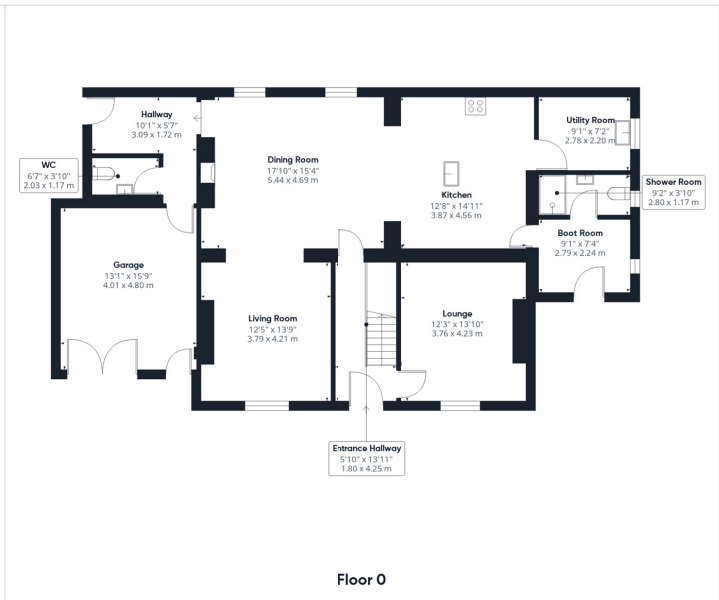 Hallway
10'1" x 5'7"
3.09 x 1.72 m
WC
6'7" x 3'10"
2.03 x 1.17 m
Dining Room
17'10" x 15'4"
5.44 x 4.69 m
Kitchen
12'8" x 14'11"
3.87 x 4.56 m
Utility Room
9'1" x 7'2"
2.78 x 2.20 m
Shower Room
9'2" x 3'10"
2.80 x 1.17 m
Boot Room
9'1" x 7'4"
2.79 x 2.24 m
Garage
13'1" x 15'9"
4.01 x 4.80 m
Living Room
12'5" x 13'9"
3.79 x 4.21 m
Lounge
12'3" x 13'10"
3.76 x 4.23 m
Entrance Hallway
5'10" x 13'11"
1.80 x 4.25 m
Floor 0